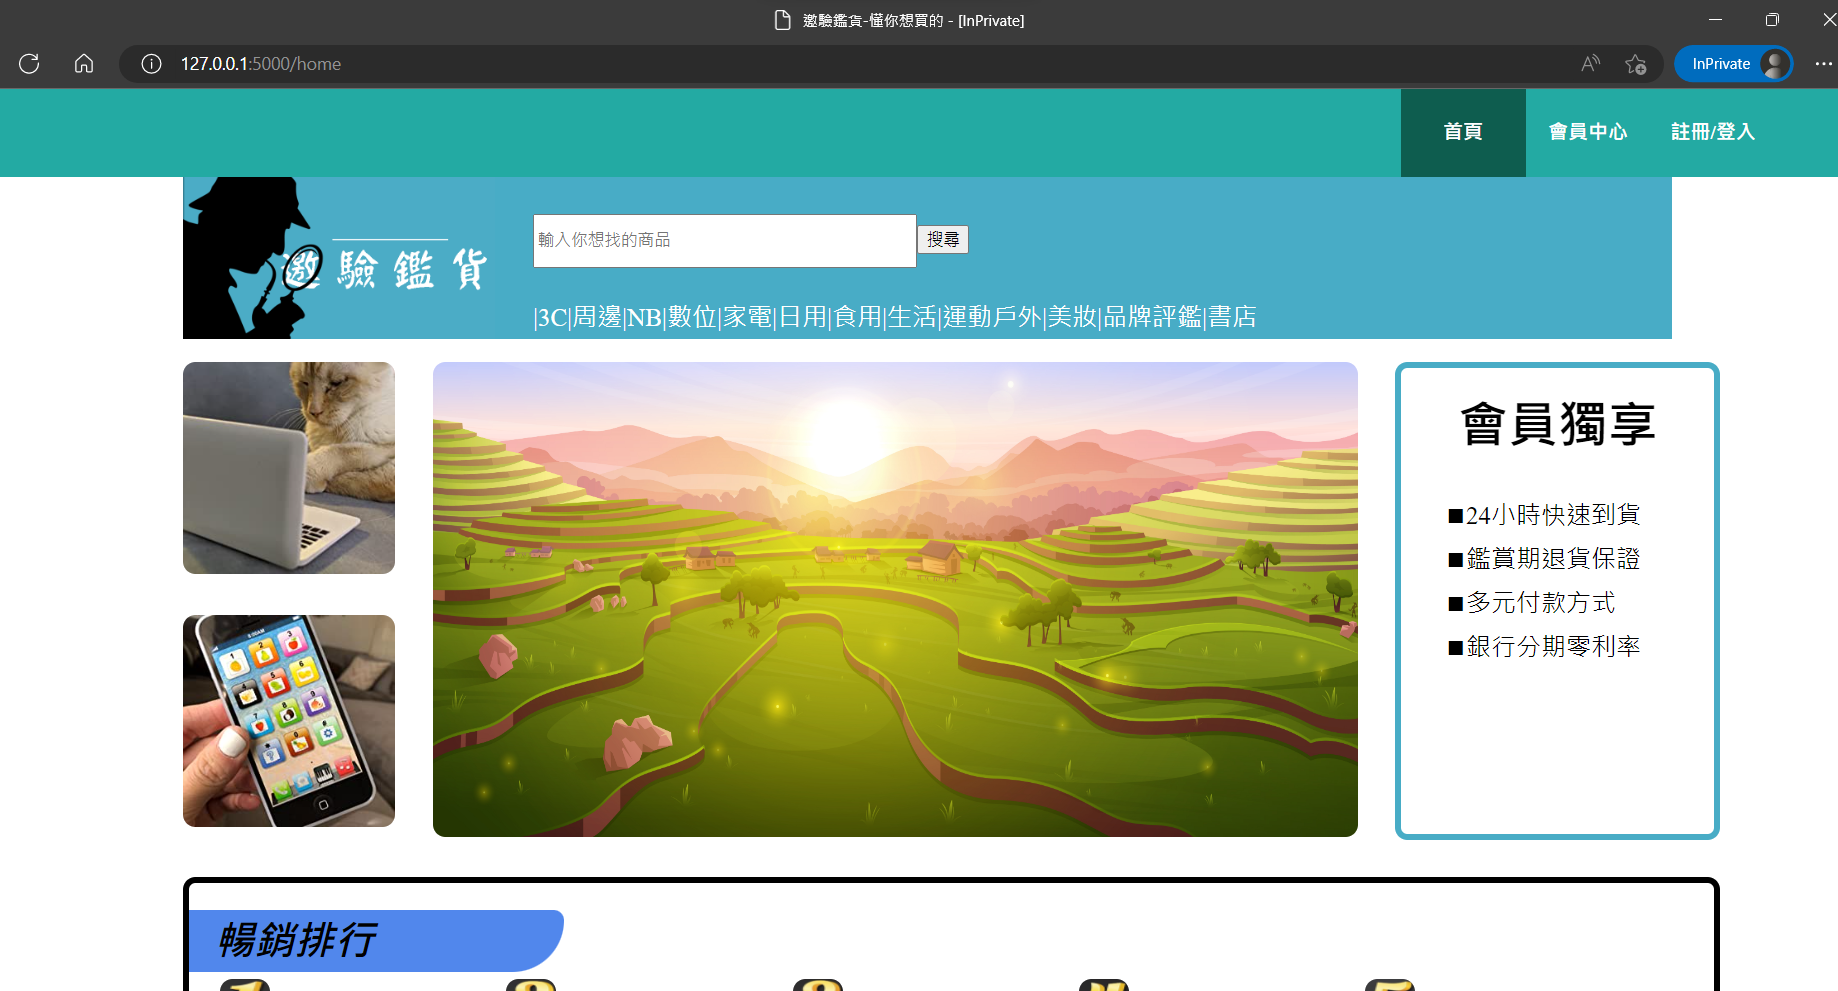 邀驗鑑貨-懂你想買的 - [InPrivate]
127.0.0.1:5000/home
InPrivate
首頁
會員中心
註冊/登入
邀驗鑑貨
輸入你想找的商品
搜尋
|3C|周邊|NB|數位|家電|日用|食用|生活|運動戶外|美妝|品牌評鑑|書店
會員獨享
■24小時快速到貨
■鑑賞期退貨保證
■多元付款方式
■銀行分期零利率
暢銷排行